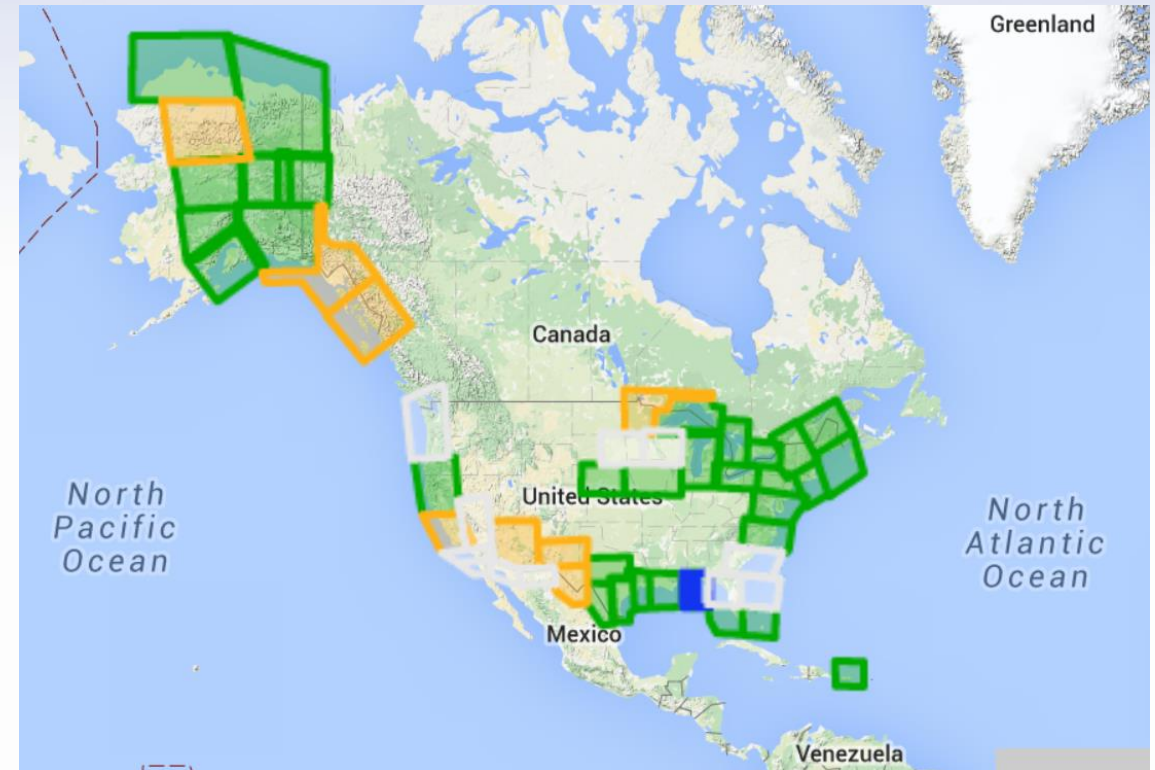 Greenland
Canada
North
Pacific
Ocean
United States
North
Atlantic
Ocean
Mexico
Venezuela